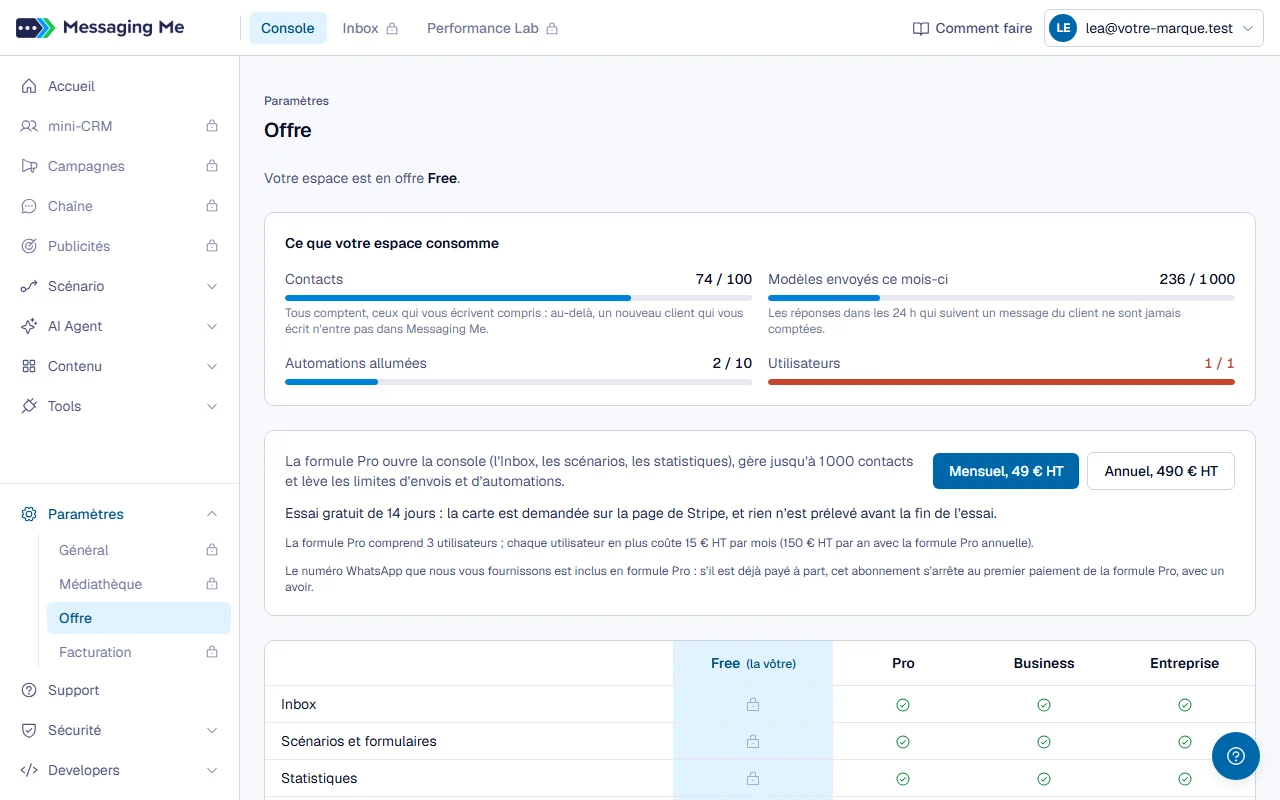 Messaging Me
Console
Inbox
Performance Lab
Comment faire
LE
lea@votre-marque.test
Accueil
mini-CRM
Campagnes
Chaîne
Publicités
Scénario
AI Agent
Contenu
Tools
Paramètres
Général
Médiathèque
Offre
Facturation
Support
Sécurité
Developers
Paramètres
Offre
Votre espace est en offre Free.
Ce que votre espace consomme
Contacts 74 / 100
Tous comptent, ceux qui vous écrivent compris : au-delà, un nouveau client qui vous
écrit n'entre pas dans Messaging Me.
Modèles envoyés ce mois-ci 236 / 1 000
Les réponses dans les 24 h qui suivent un message du client ne sont jamais
comptées.
Automations allumées 2 / 10
Utilisateurs 1 / 1
La formule Pro ouvre la console (l'Inbox, les scénarios, les statistiques), gère jusqu'à 1 000 contacts
et lève les limites d'envois et d'automations.
Mensuel, 49 € HT
Annuel, 490 € HT
Essai gratuit de 14 jours : la carte est demandée sur la page de Stripe, et rien n'est prélevé avant la fin de l'essai.
La formule Pro comprend 3 utilisateurs ; chaque utilisateur en plus coûte 15 € HT par mois (150 € HT par an avec la formule Pro annuelle).
Le numéro WhatsApp que nous vous fournissons est inclus en formule Pro : s'il est déjà payé à part, cet abonnement s'arrête au premier paiement de la formule Pro, avec un
avoir.
Free (la vôtre) Pro Business Entreprise
Inbox
Scénarios et formulaires
Statistiques